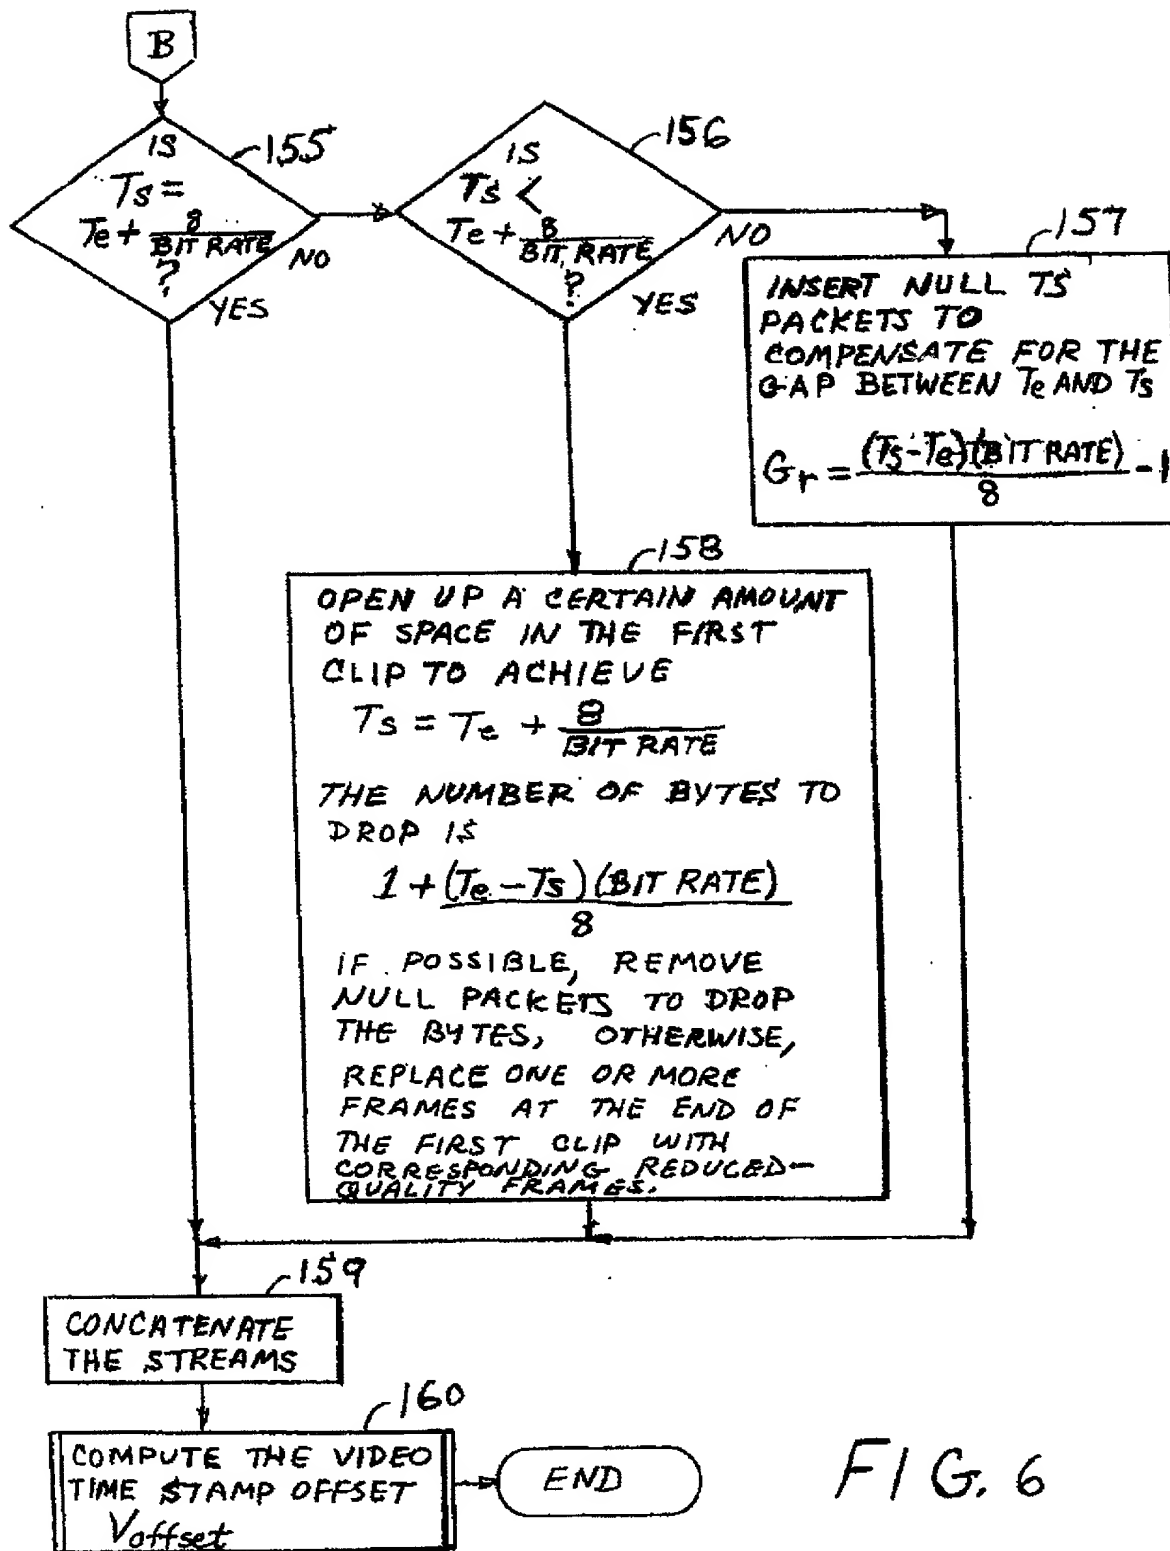 B
IS
Ts =
Te + 8/BIT RATE
?
155
NO
YES
IS
Ts <
Te + 8/BIT RATE
?
156
NO
YES
157
INSERT NULL TS
PACKETS TO
COMPENSATE FOR THE
GAP BETWEEN Te AND Ts
Gr = (Ts-Te)(BIT RATE)/8 - 1
158
OPEN UP A CERTAIN AMOUNT
OF SPACE IN THE FIRST
CLIP TO ACHIEVE
Ts = Te + 8/BIT RATE
THE NUMBER OF BYTES TO
DROP IS
1 + (Te - Ts)(BIT RATE)/8
IF POSSIBLE, REMOVE
NULL PACKETS TO DROP
THE BYTES, OTHERWISE,
REPLACE ONE OR MORE
FRAMES AT THE END OF
THE FIRST CLIP WITH
CORRESPONDING REDUCED-
QUALITY FRAMES.
159
CONCATENATE
THE STREAMS
160
COMPUTE THE VIDEO
TIME STAMP OFFSET
Voffset
END
FIG. 6